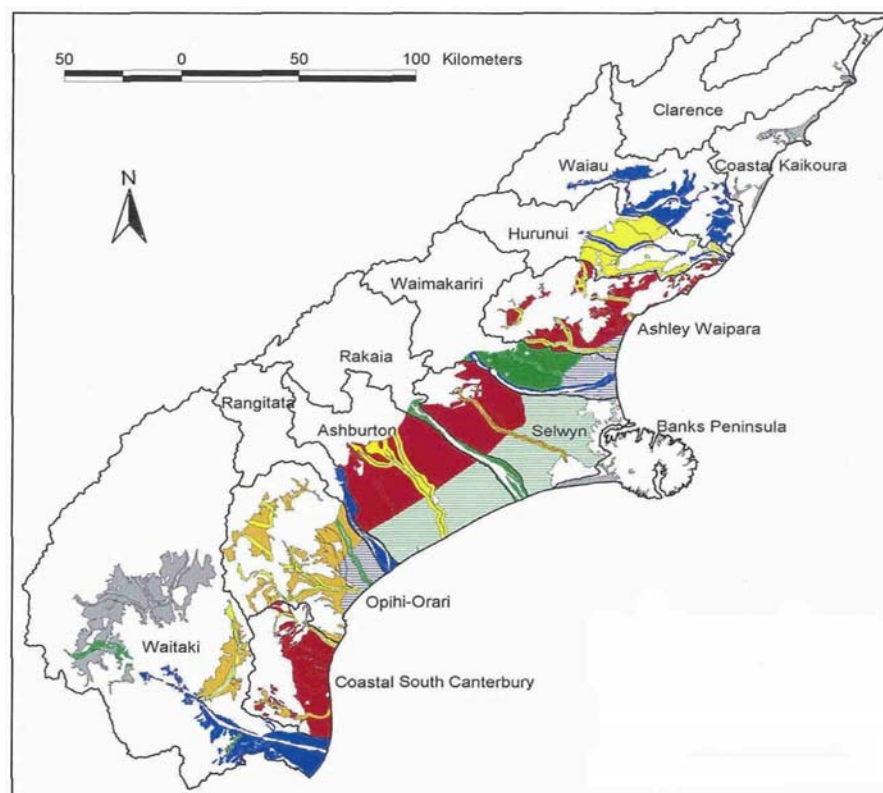 50 0 50 100 Kilometers
Clarence
Waiau
Coastal Kaikoura
N
Hurunui
Waimakariri
Ashley Waipara
Rakaia
Rangitata
Ashburton
Selwyn
Banks Peninsula
Opihi-Orari
Waitaki
Coastal South Canterbury